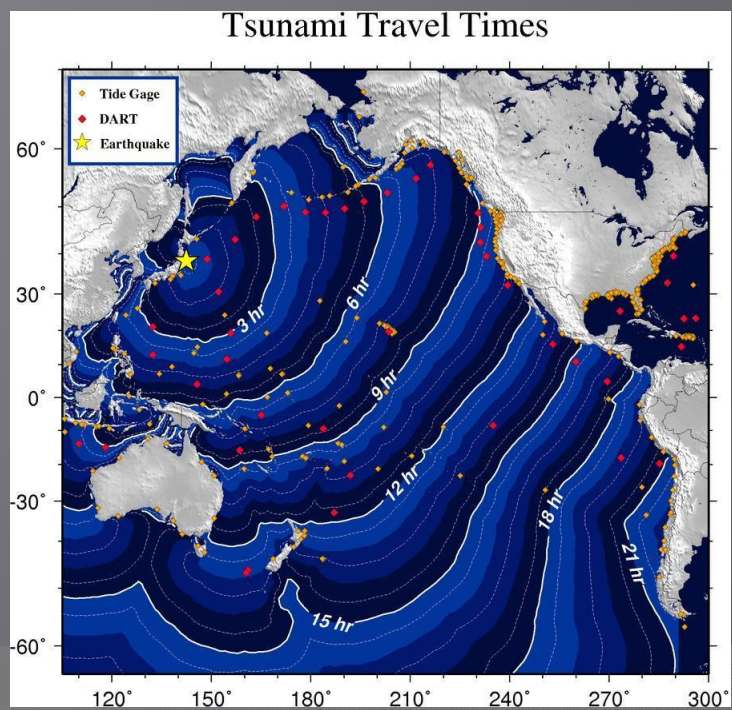 Tsunami Travel Times
Tide Gage
DART
Earthquake
60°
30°
0°
-30°
-60°
3 hr
6 hr
9 hr
12 hr
15 hr
18 hr
21 hr
120° 150° 180° 210° 240° 270° 300°